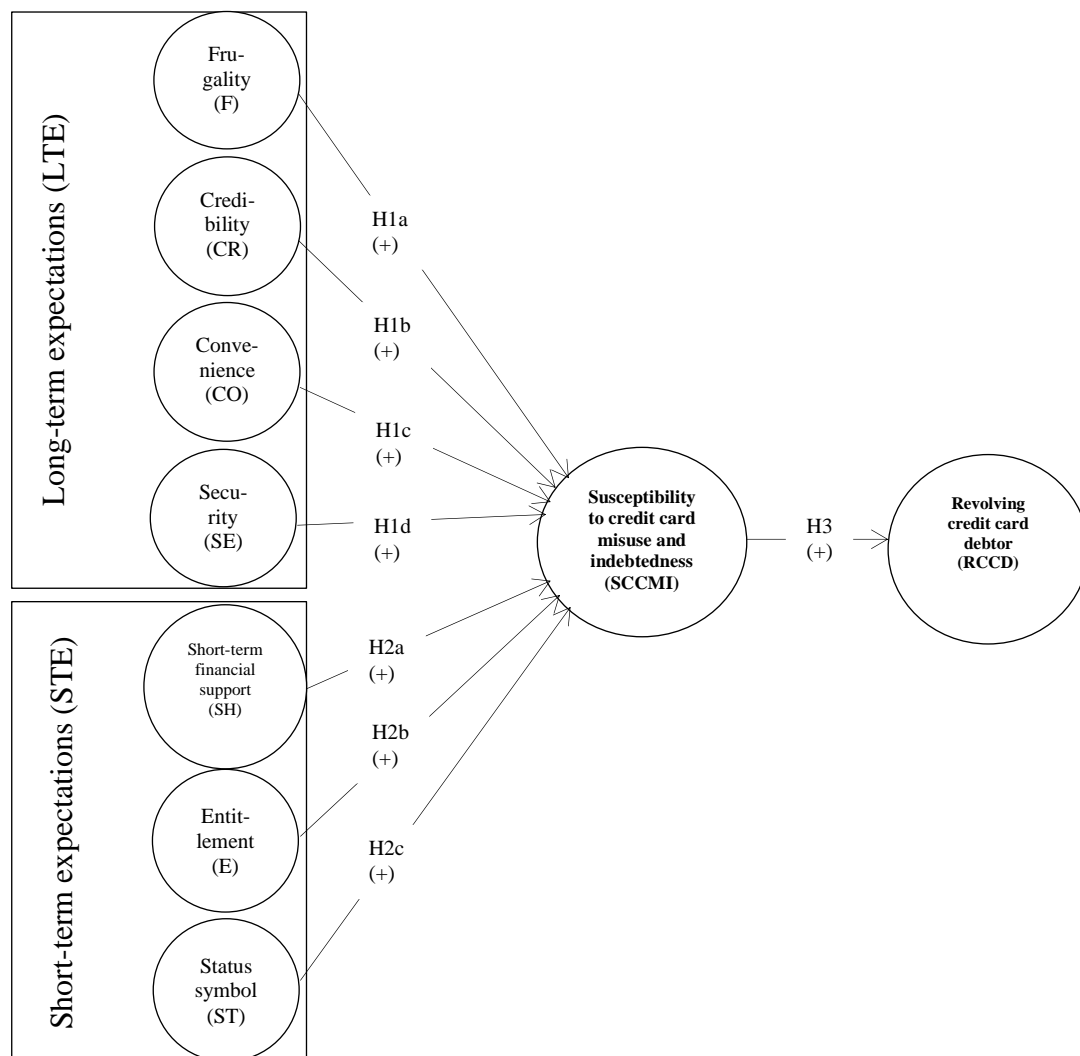 Long-term expectations (LTE)
Fru-
gality
(F)
Credi-
bility
(CR)
Conve-
nience
(CO)
Secu-
rity
(SE)
H1a
(+)
H1b
(+)
H1c
(+)
H1d
(+)
Short-term expectations (STE)
Short-term
financial
support
(SH)
Entit-
lement
(E)
Status
symbol
(ST)
H2a
(+)
H2b
(+)
H2c
(+)
Susceptibility
to credit card
misuse and
indebtedness
(SCCMI)
H3
(+)
Revolving
credit card
debtor
(RCCD)